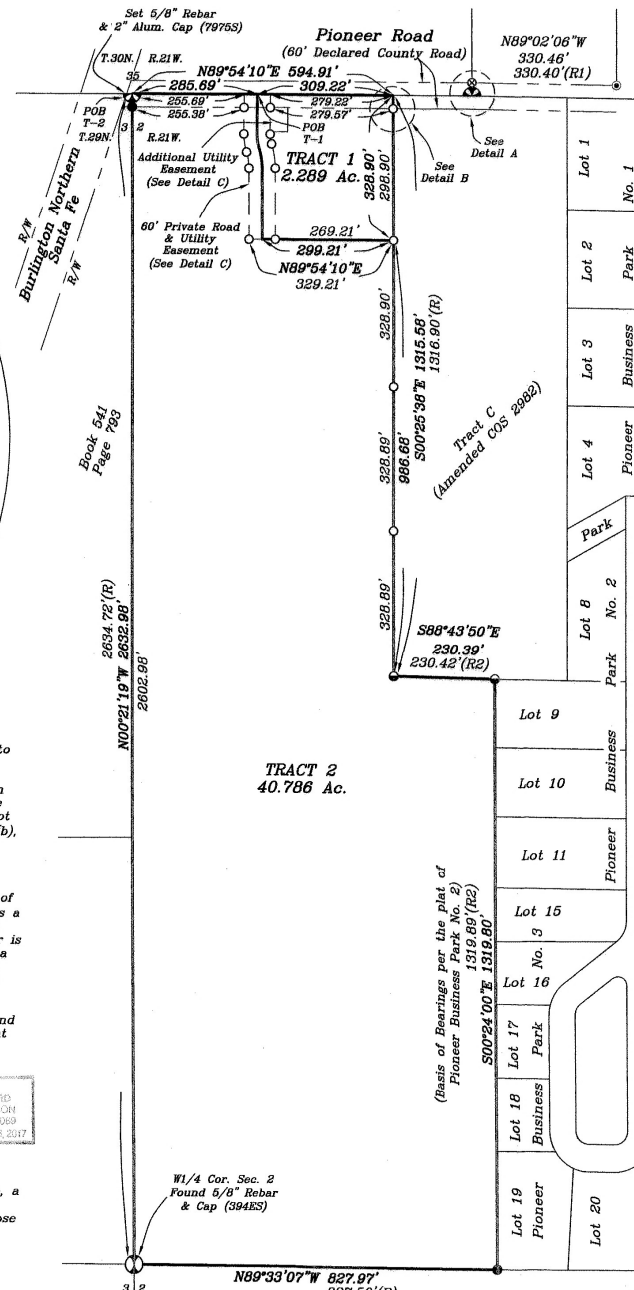 Set 5/8" Rebar
& 2" Alum. Cap (7975S)
Pioneer Road
(60' Declared County Road)
N89°02'06"W
330.46'
330.40'(R1)
T.30N. R.21W.
35
N89°54'10"E 594.91'
285.69' 309.22'
255.69' 279.22'
255.38' 279.57'
POB
T-2
3 2
T.29N. R.21W.
POB
T-1
See
Detail A
See
Detail B
Burlington Northern
Santa Fe
R/W
R/W
Additional Utility
Easement
(See Detail C)
TRACT 1
2.289 Ac.
328.90'
298.90'
60' Private Road
& Utility
Easement
(See Detail C)
269.21'
299.21'
N89°54'10"E
329.21'
Lot 1
No. 1
Lot 2
Park
Lot 3
Business
Lot 4
Pioneer
328.90'
S00°25'38"E 1315.58'
1316.90'(R)
Tract C
(Amended COS 2982)
Book 541
Page 793
328.89'
986.68'
Park
328.89'
Lot 8
No. 2
Park
Business
Pioneer
S88°43'50"E
230.39'
230.42'(R2)
2634.72'(R)
N00°21'19"W 2632.98'
2602.98'
Lot 9
Lot 10
Lot 11
Lot 15
TRACT 2
40.786 Ac.
(Basis of Bearings per the plat of
Pioneer Business Park No. 2)
1319.89'(R2)
S00°24'00"E 1319.80'
No. 3
Lot 16
Lot 17
Park
Lot 18
Business
Lot 19
Pioneer
Lot 20
to
of
s a
is
a
nd
a
2017
W1/4 Cor. Sec. 2
Found 5/8" Rebar
& Cap (394ES)
N89°33'07"W 827.97'
3 2